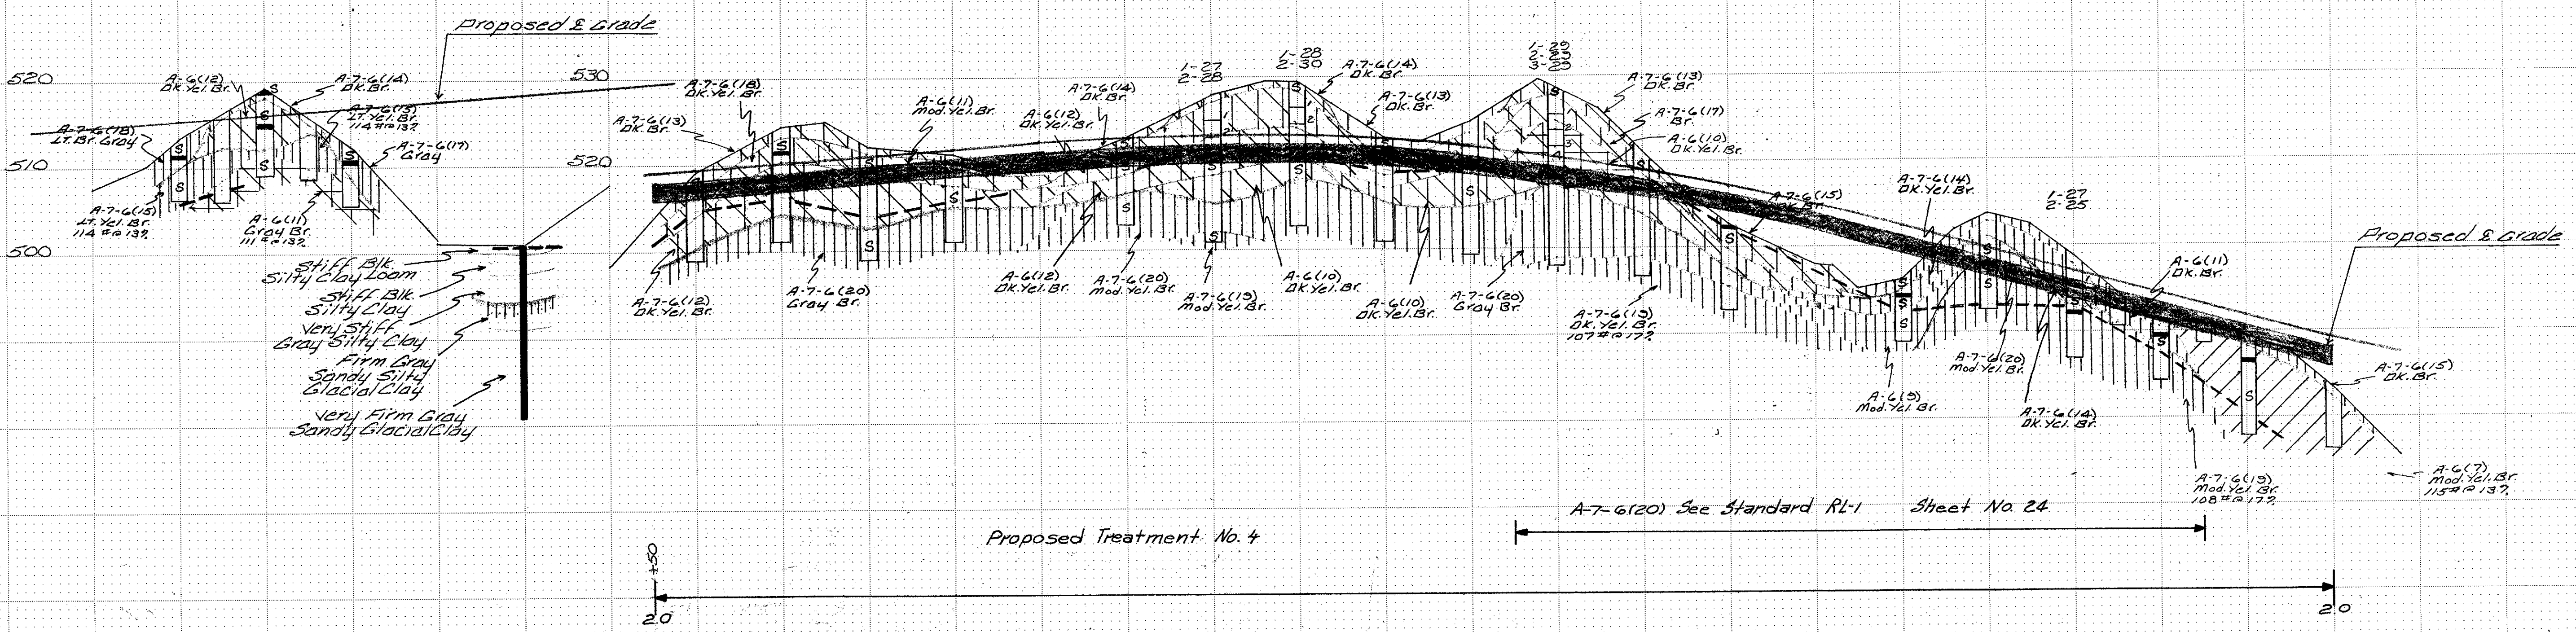 Proposed ℄ Grade
520
A-6(12)
DK.Yel.Br.
A-7-6(14)
DK.Br.
A-7-6(15)
LT.Yel.Br.
114#@13%
A-7-6(18)
LT.Br.Gray
A-7-6(17)
Gray
510
A-7-6(15)
LT.Yel.Br.
114#@13%
A-6(11)
Gray Br.
111#@13%
500
S
S
S
S
S
S
S
Stiff Blk.
Silty Clay Loam
Stiff Blk.
Silty Clay
Very Stiff
Gray Silty Clay
Firm Gray
Sandy Silty
Glacial Clay
Very Firm Gray
Sandy Glacial Clay
530
520
A-7-6(18)
DK.Yel.Br.
A-7-6(13)
DK.Br.
A-6(11)
Mod.Yel.Br.
A-6(12)
DK.Yel.Br.
A-7-6(14)
DK.Br.
1-27
2-28
1-28
2-30
A-7-6(14)
DK.Br.
A-7-6(13)
DK.Br.
1-29
2-29
3-29
A-7-6(13)
DK.Br.
A-7-6(17)
Br.
A-6(10)
DK.Yel.Br.
A-7-6(15)
DK.Br.
A-7-6(14)
DK.Yel.Br.
1-27
2-25
Proposed ℄ Grade
A-6(11)
DK.Br.
A-7-6(12)
DK.Yel.Br.
A-7-6(20)
Gray Br.
A-6(12)
DK.Yel.Br.
A-7-6(20)
Mod.Yel.Br.
A-7-6(19)
Mod.Yel.Br.
A-6(10)
DK.Yel.Br.
A-6(10)
DK.Yel.Br.
A-7-6(20)
Gray Br.
A-7-6(19)
DK.Yel.Br.
107#@17%
A-6(9)
Mod.Yel.Br.
A-7-6(20)
Mod.Yel.Br.
A-7-6(14)
DK.Yel.Br.
A-7-6(15)
DK.Br.
A-7-6(19)
Mod.Yel.Br.
108#@17%
A-6(7)
Mod.Yel.Br.
115#@13%
A-7-6(20) See Standard RL-1 Sheet No. 24
Proposed Treatment No. 4
+50
20
20